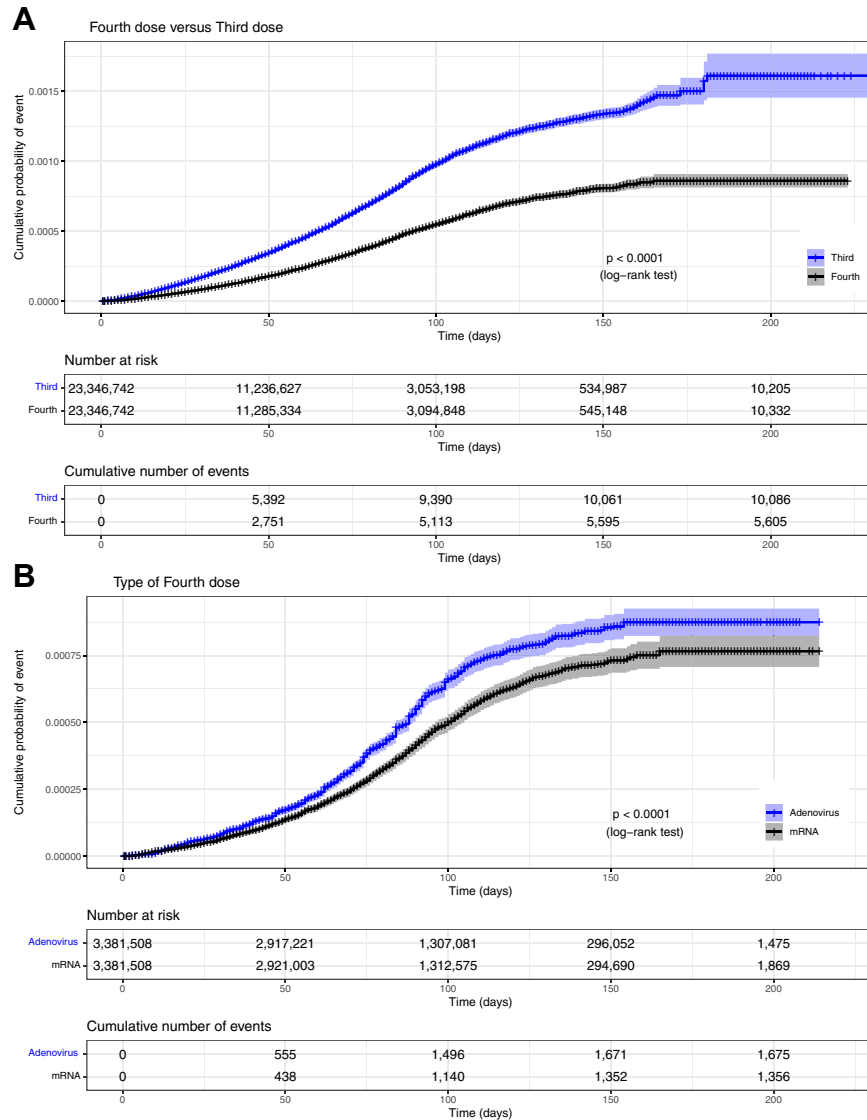 A
Fourth dose versus Third dose
Cumulative probability of event
0.0015
0.0010
0.0005
0.0000
p < 0.0001
(log−rank test)
Third
Fourth
0 50 100 150 200
Time (days)
Number at risk
Third 23,346,742 11,236,627 3,053,198 534,987 10,205
Fourth 23,346,742 11,285,334 3,094,848 545,148 10,332
0 50 100 150 200
Time (days)
Cumulative number of events
Third 0 5,392 9,390 10,061 10,086
Fourth 0 2,751 5,113 5,595 5,605
0 50 100 150 200
Time (days)
B
Type of Fourth dose
Cumulative probability of event
0.00075
0.00050
0.00025
0.00000
p < 0.0001
(log−rank test)
Adenovirus
mRNA
0 50 100 150 200
Time (days)
Number at risk
Adenovirus 3,381,508 2,917,221 1,307,081 296,052 1,475
mRNA 3,381,508 2,921,003 1,312,575 294,690 1,869
0 50 100 150 200
Time (days)
Cumulative number of events
Adenovirus 0 555 1,496 1,671 1,675
mRNA 0 438 1,140 1,352 1,356
0 50 100 150 200
Time (days)